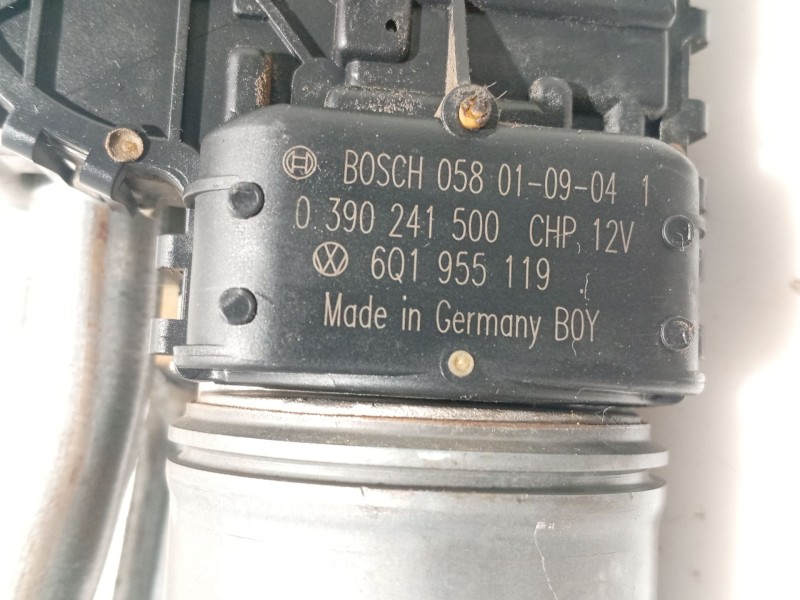 BOSCH 058 01-09-04 1
0 390 241 500 CHP, 12V
6Q1 955 119
Made in Germany BOY